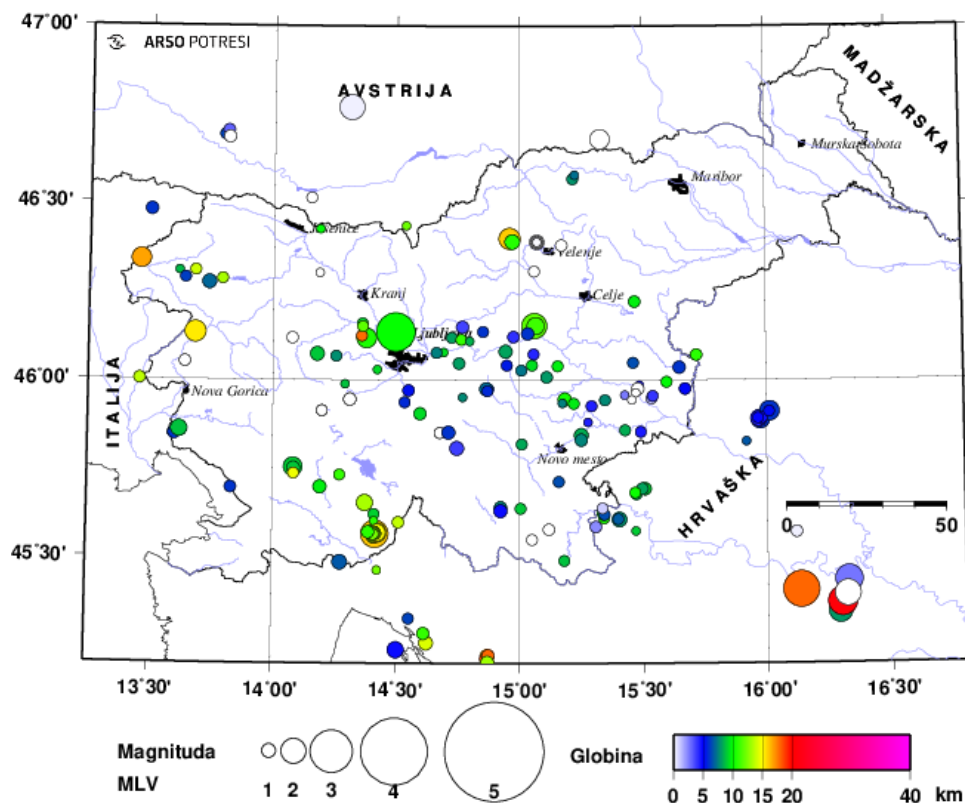 47°00'
ARSO POTRESI
AVSTRIJA
MADŽARSKA
Murska Sobota
Maribor
46°30'
Jesenice
Velenje
Kranj
Celje
Ljubljana
46°00'
Nova Gorica
ITALIJA
Novo mesto
HRVAŠKA
0 50
45°30'
13°30' 14°00' 14°30' 15°00' 15°30' 16°00' 16°30'
Magnituda
MLV
1 2 3 4 5
Globina
0 5 10 15 20 40 km